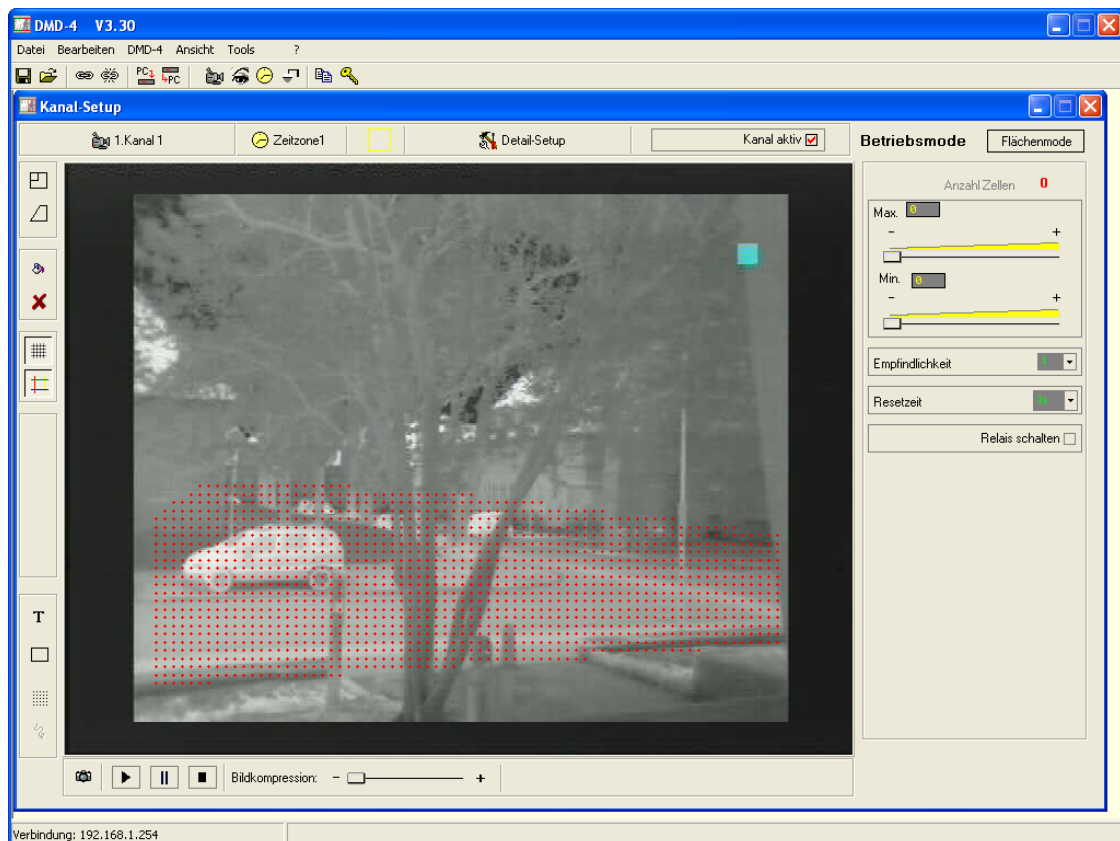 DMD-4 V3.30
Datei Bearbeiten DMD-4 Ansicht Tools ?
PC PC
Kanal-Setup
1.Kanal 1 Zeitzone1 Detail-Setup Kanal aktiv Betriebsmode Flächenmode
Anzahl Zellen 0
Max. 0
- +
Min. 0
- +
Empfindlichkeit
Resetzeit
Relais schalten
T
Bildkompression: - +
Verbindung: 192.168.1.254